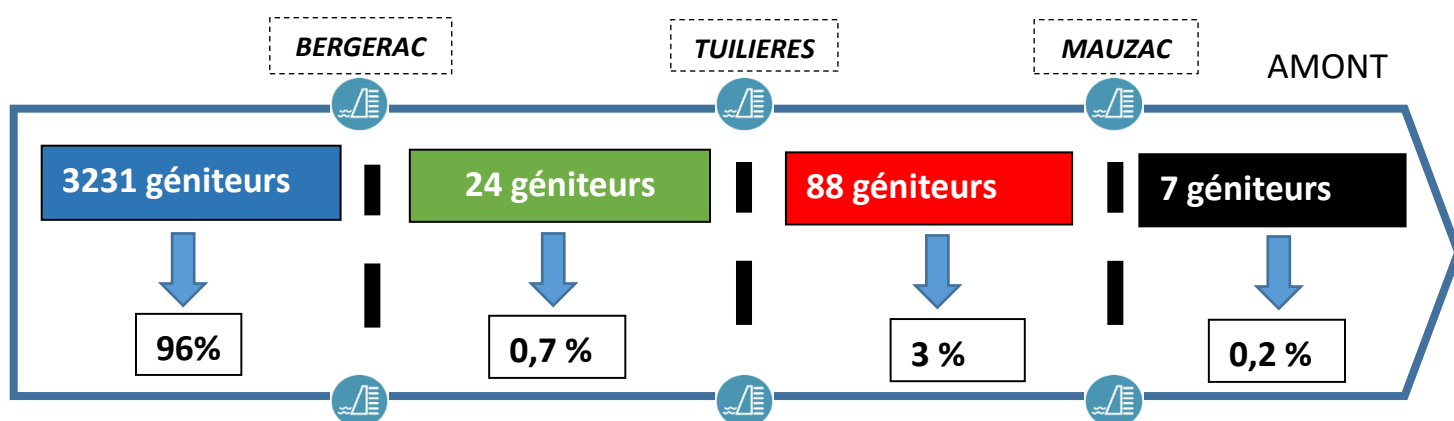 BERGERAC
TUILIERES
MAUZAC
AMONT
3231 géniteurs
24 géniteurs
88 géniteurs
7 géniteurs
96%
0,7 %
3 %
0,2 %